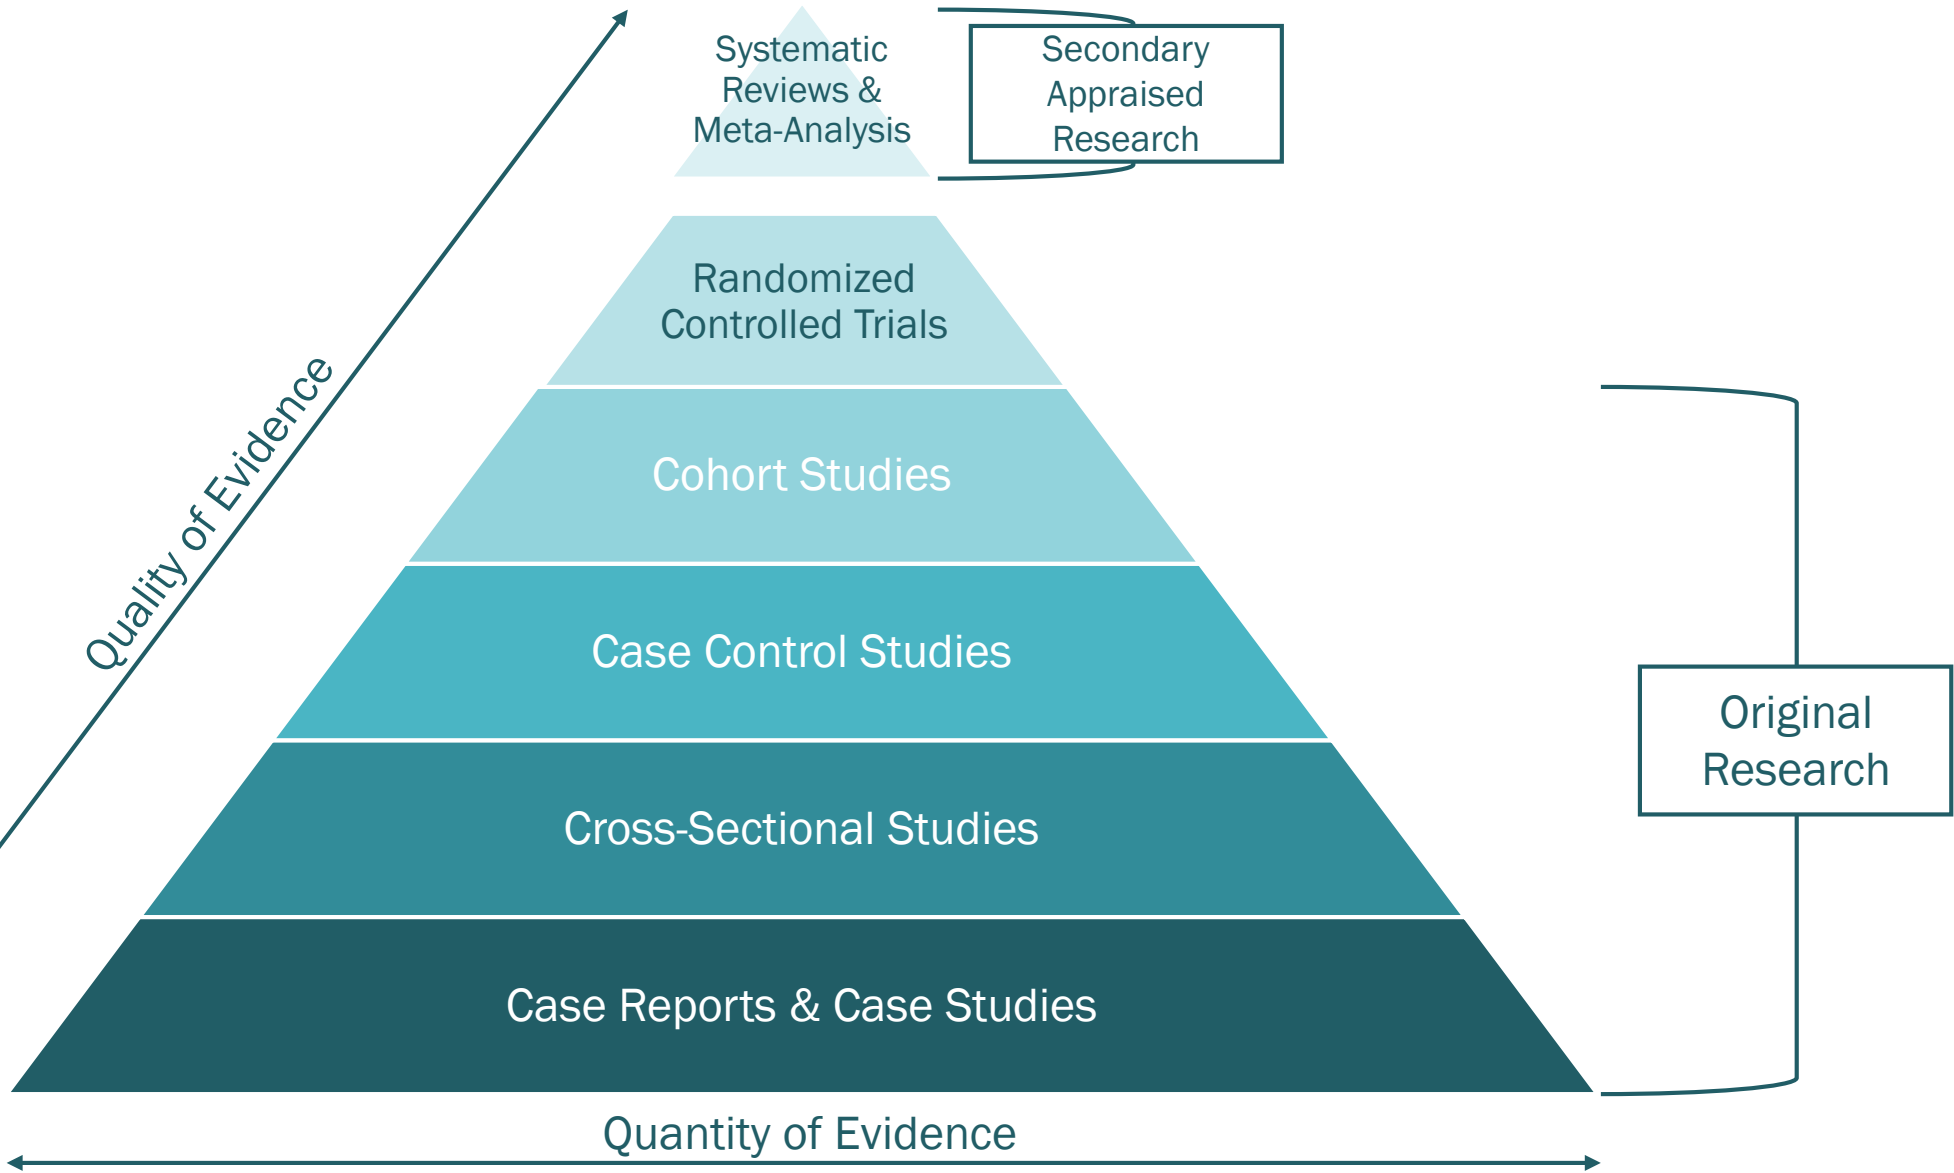 Systematic
Reviews &
Meta-Analysis
Secondary
Appraised
Research
Randomized
Controlled Trials
Quality of Evidence
Cohort Studies
Case Control Studies
Original
Research
Cross-Sectional Studies
Case Reports & Case Studies
Quantity of Evidence